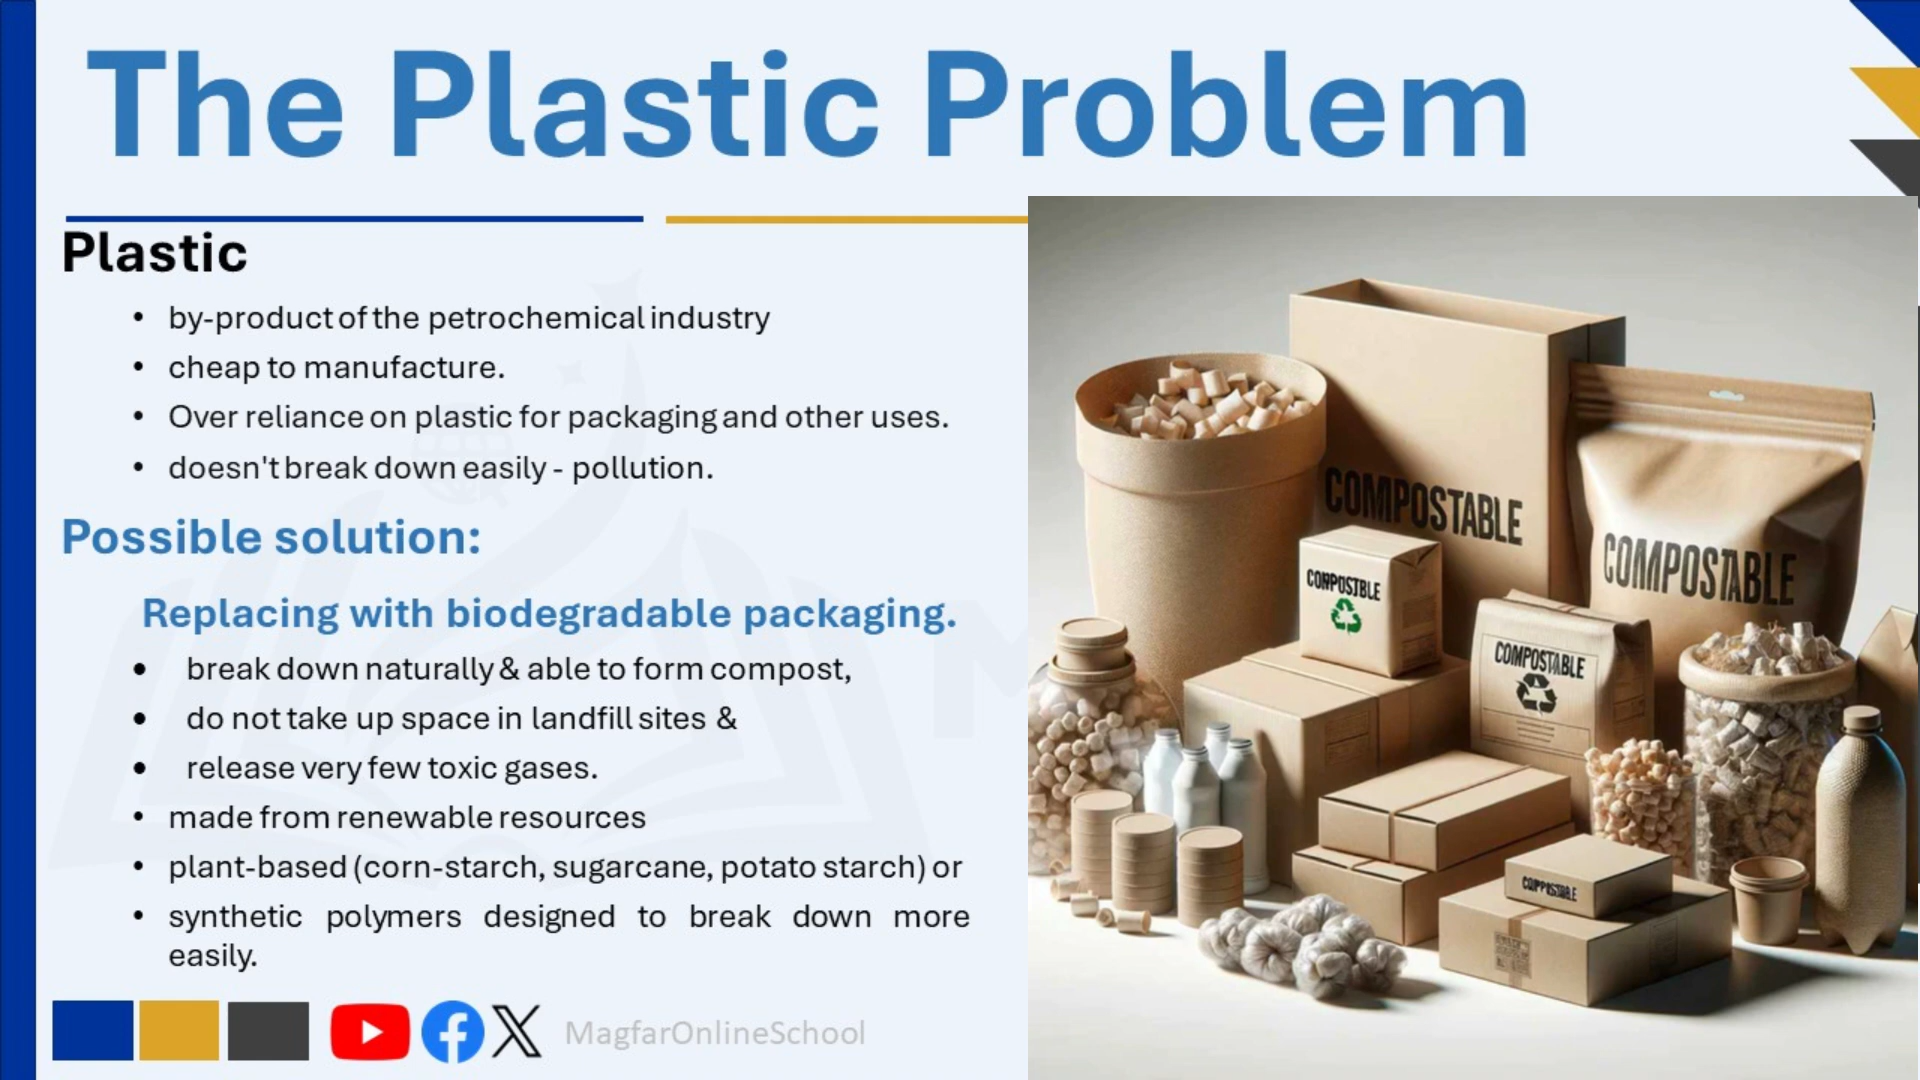 The Plastic Problem
Plastic
• by-product of the petrochemical industry
• cheap to manufacture.
• Over reliance on plastic for packaging and other uses.
• doesn't break down easily - pollution.
Possible solution:
Replacing with biodegradable packaging.
• break down naturally & able to form compost,
• do not take up space in landfill sites &
• release very few toxic gases.
• made from renewable resources
• plant-based (corn-starch, sugarcane, potato starch) or
• synthetic polymers designed to break down more
easily.
MagfarOnlineSchool
COMPOSTABLE
COMPOSTABLE
COMPOSTBLE
COMPOSTABLE